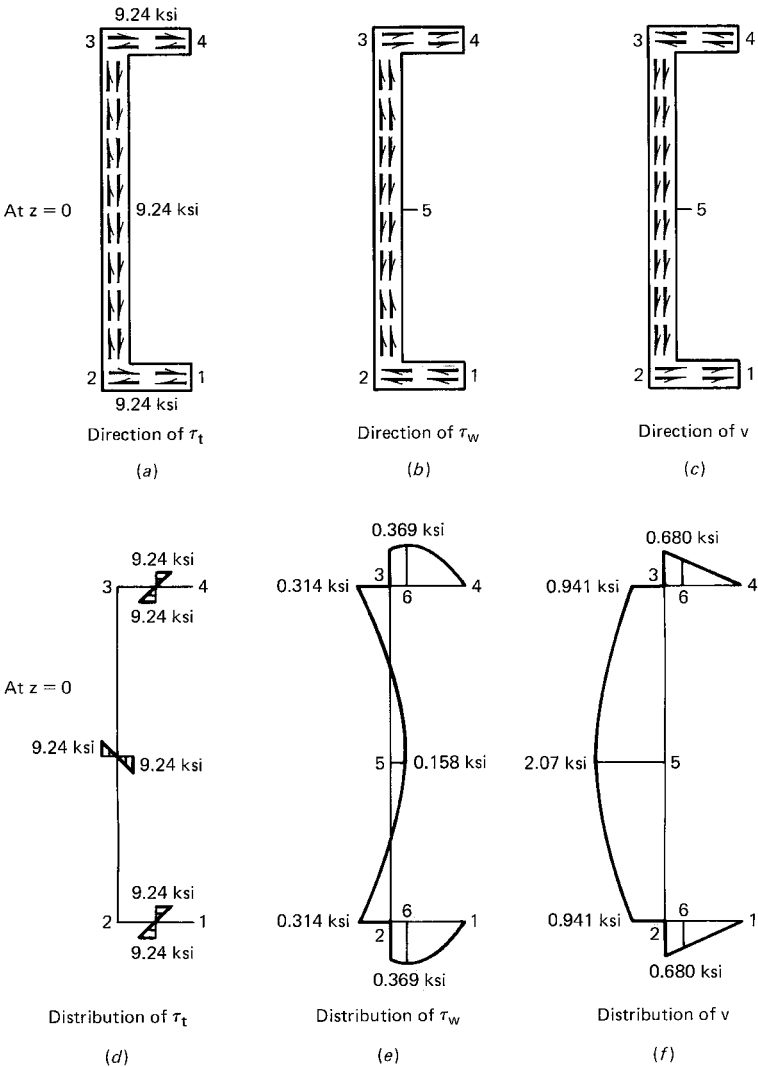 9.24 ksi
3 4 3 4 3 4
At z = 0 9.24 ksi 5 5
2 1 2 1 2 1
9.24 ksi
Direction of τt Direction of τw Direction of v
(a) (b) (c)
0.369 ksi 0.680 ksi
9.24 ksi
3 4 0.314 ksi 3 6 4 0.941 ksi 3 6 4
9.24 ksi
At z = 0
9.24 ksi 9.24 ksi 5 0.158 ksi 2.07 ksi 5
9.24 ksi
2 1 0.314 ksi 2 6 1 0.941 ksi 2 6 1
9.24 ksi
0.369 ksi 0.680 ksi
Distribution of τt Distribution of τw Distribution of v
(d) (e) (f)